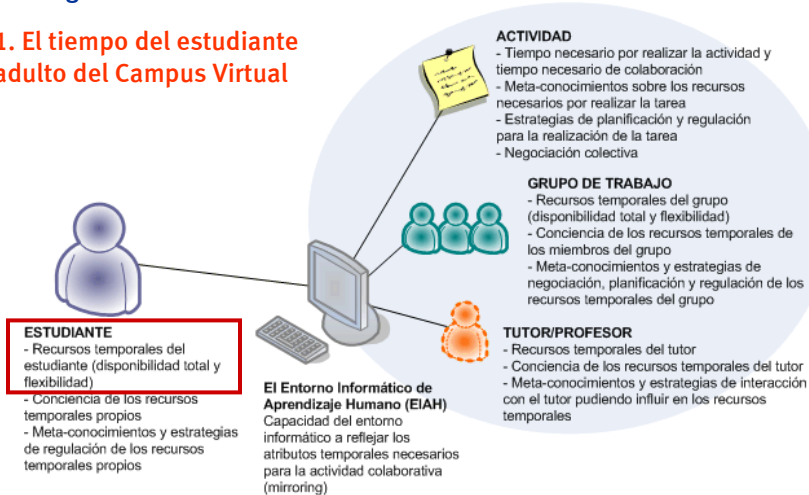 1. El tiempo del estudiante
adulto del Campus Virtual
ACTIVIDAD
- Tiempo necesario por realizar la actividad y
tiempo necesario de colaboración
- Meta-conocimientos sobre los recursos
necesarios por realizar la tarea
- Estrategias de planificación y regulación
para la realización de la tarea
- Negociación colectiva
GRUPO DE TRABAJO
- Recursos temporales del grupo
(disponibilidad total y flexibilidad)
- Conciencia de los recursos temporales de
los miembros del grupo
- Meta-conocimientos y estrategias de
negociación, planificación y regulación de los
recursos temporales del grupo
TUTOR/PROFESOR
- Recursos temporales del tutor
- Conciencia de los recursos temporales del tutor
- Meta-conocimientos y estrategias de interacción
con el tutor pudiendo influir en los recursos
temporales
ESTUDIANTE
- Recursos temporales del
estudiante (disponibilidad total y
flexibilidad)
- Conciencia de los recursos
temporales propios
- Meta-conocimientos y estrategias
de regulación de los recursos
temporales propios
El Entorno Informático de
Aprendizaje Humano (EIAH)
Capacidad del entorno
informático a reflejar los
atributos temporales necesarios
para la actividad colaborativa
(mirroring)